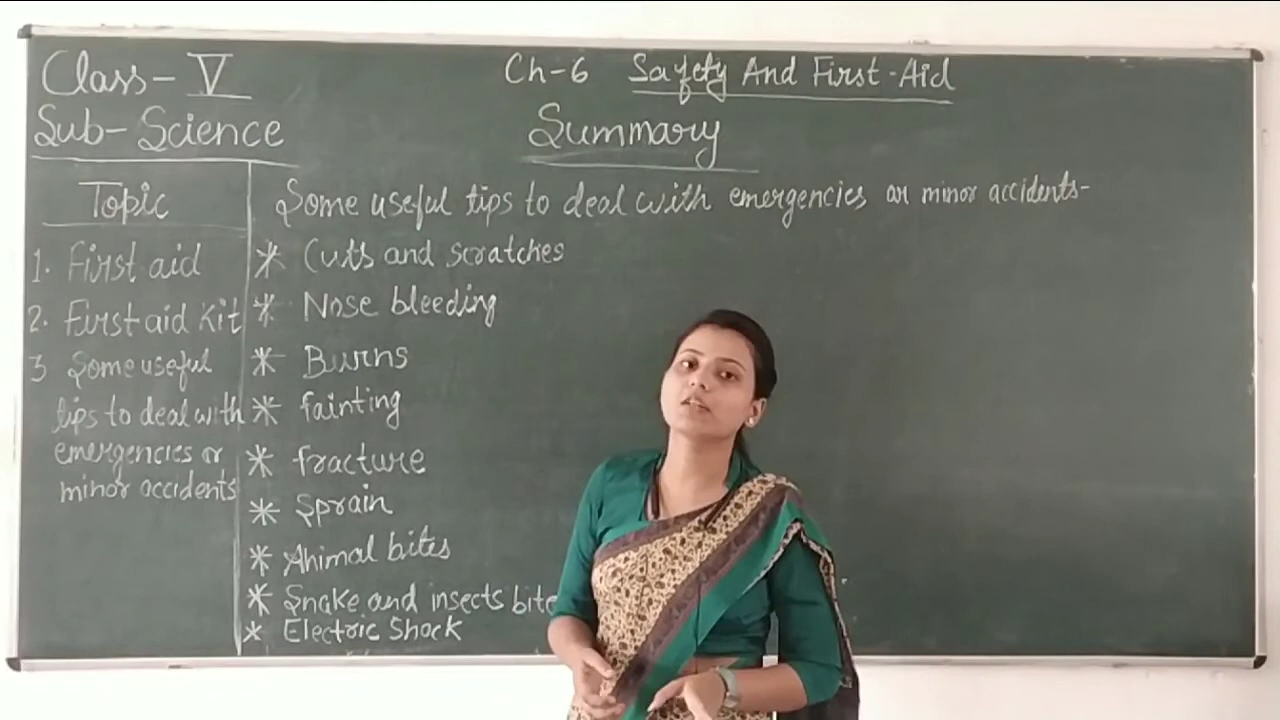 Class- V
Sub- Science
Ch-6 Safety And First-Aid
Summary
Topic
1. First aid
2. First aid Kit
3 Some useful
tips to deal with
emergencies or
minor accidents
Some useful tips to deal with emergencies or minor accidents-
* Cuts and scratches
* Nose bleeding
* Burns
* fainting
* fracture
* Sprain
* Animal bites
* Snake and insects bite
* Electric Shock